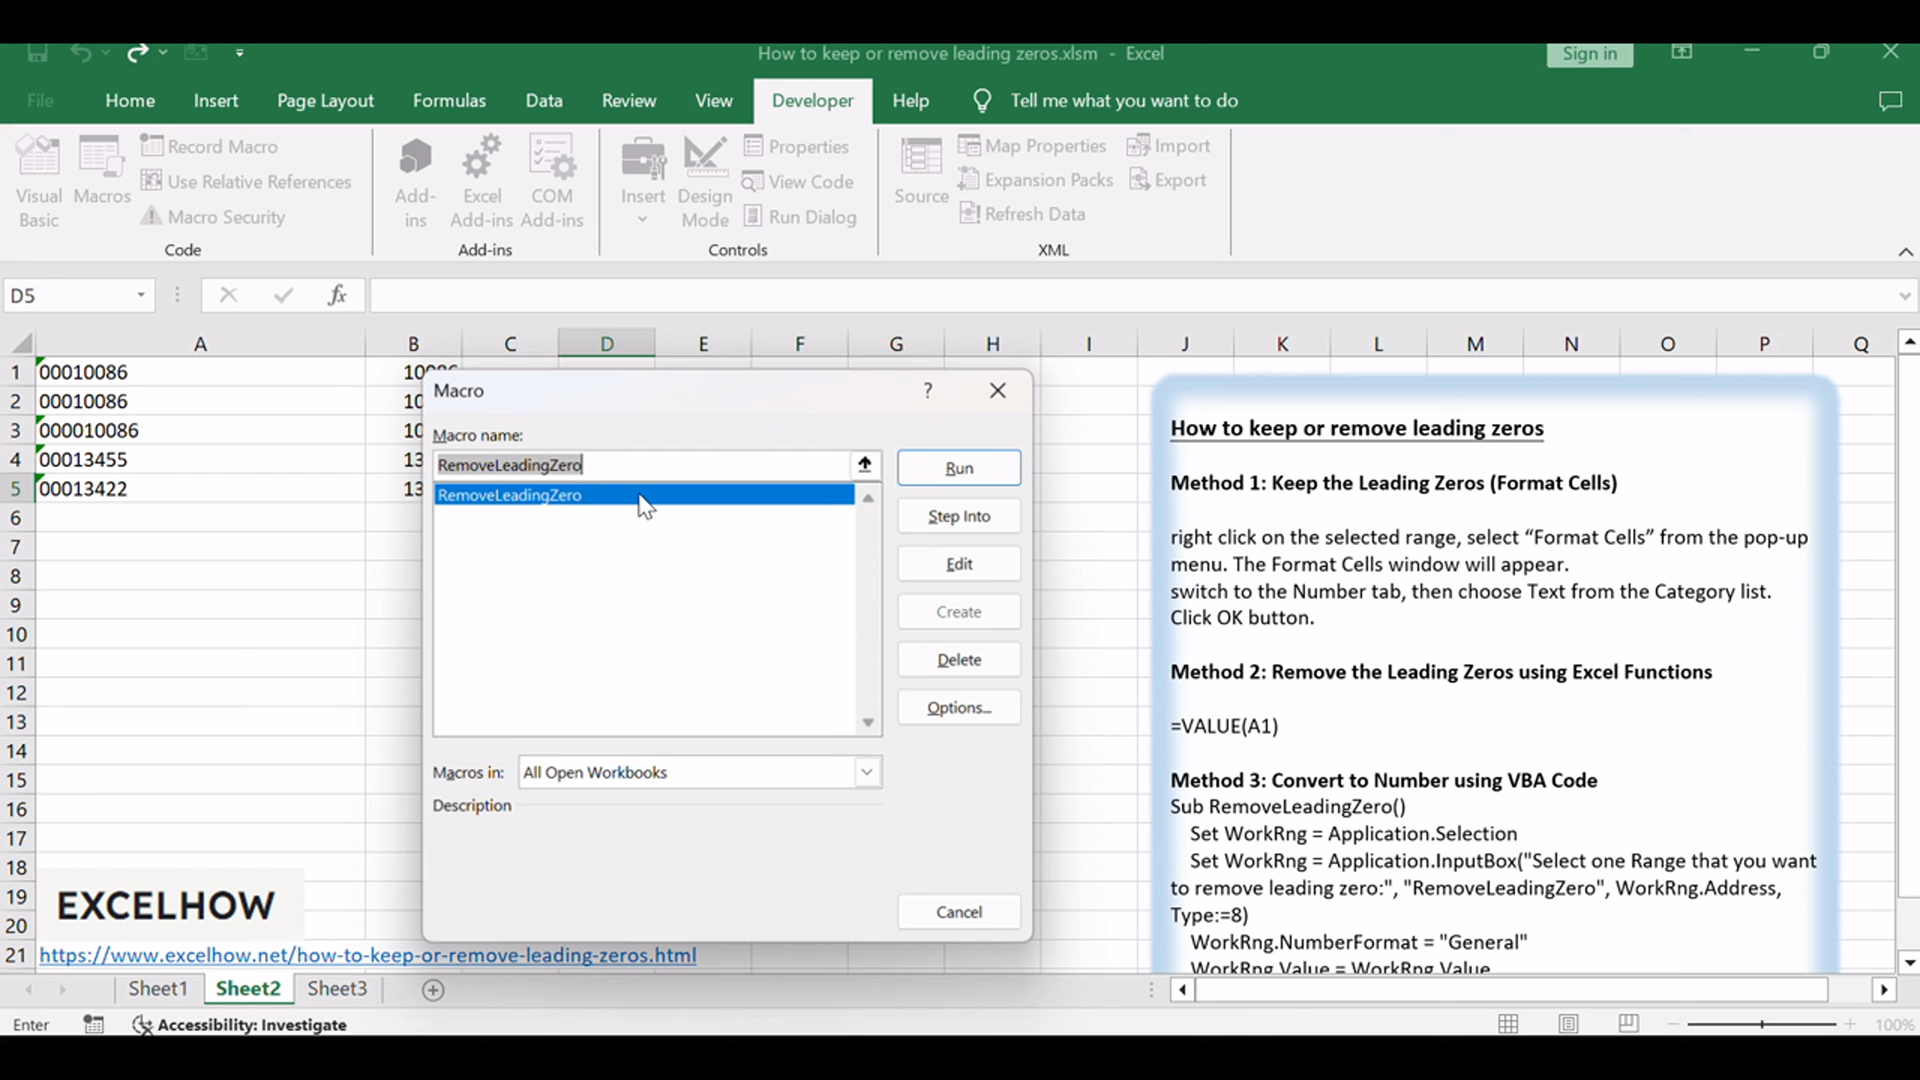 How to keep or remove leading zeros.xlsm - Excel
Sign in
File Home Insert Page Layout Formulas Data Review View Developer Help Tell me what you want to do
Visual Basic
Macros
Record Macro
Use Relative References
Macro Security
Code
Add-ins
Excel Add-ins
COM Add-ins
Add-ins
Insert
Design Mode
Properties
View Code
Run Dialog
Controls
Source
Map Properties
Expansion Packs
Refresh Data
Import
Export
XML
D5
fx
A B C D E F G H I J K L M N O P Q
1 00010086
2 00010086
3 000010086
4 00013455
5 00013422
6
7
8
9
10
11
12
13
14
15
16
17
18
19
20
21 https://www.excelhow.net/how-to-keep-or-remove-leading-zeros.html
EXCELHOW
Macro
?
Macro name:
RemoveLeadingZero
RemoveLeadingZero
Run
Step Into
Edit
Create
Delete
Options...
Macros in: All Open Workbooks
Description
Cancel
How to keep or remove leading zeros
Method 1: Keep the Leading Zeros (Format Cells)
right click on the selected range, select “Format Cells” from the pop-up
menu. The Format Cells window will appear.
switch to the Number tab, then choose Text from the Category list.
Click OK button.
Method 2: Remove the Leading Zeros using Excel Functions
=VALUE(A1)
Method 3: Convert to Number using VBA Code
Sub RemoveLeadingZero()
Set WorkRng = Application.Selection
Set WorkRng = Application.InputBox("Select one Range that you want
to remove leading zero:", "RemoveLeadingZero", WorkRng.Address,
Type:=8)
WorkRng.NumberFormat = "General"
WorkRng.Value = WorkRng.Value
Sheet1 Sheet2 Sheet3
Enter
Accessibility: Investigate
100%